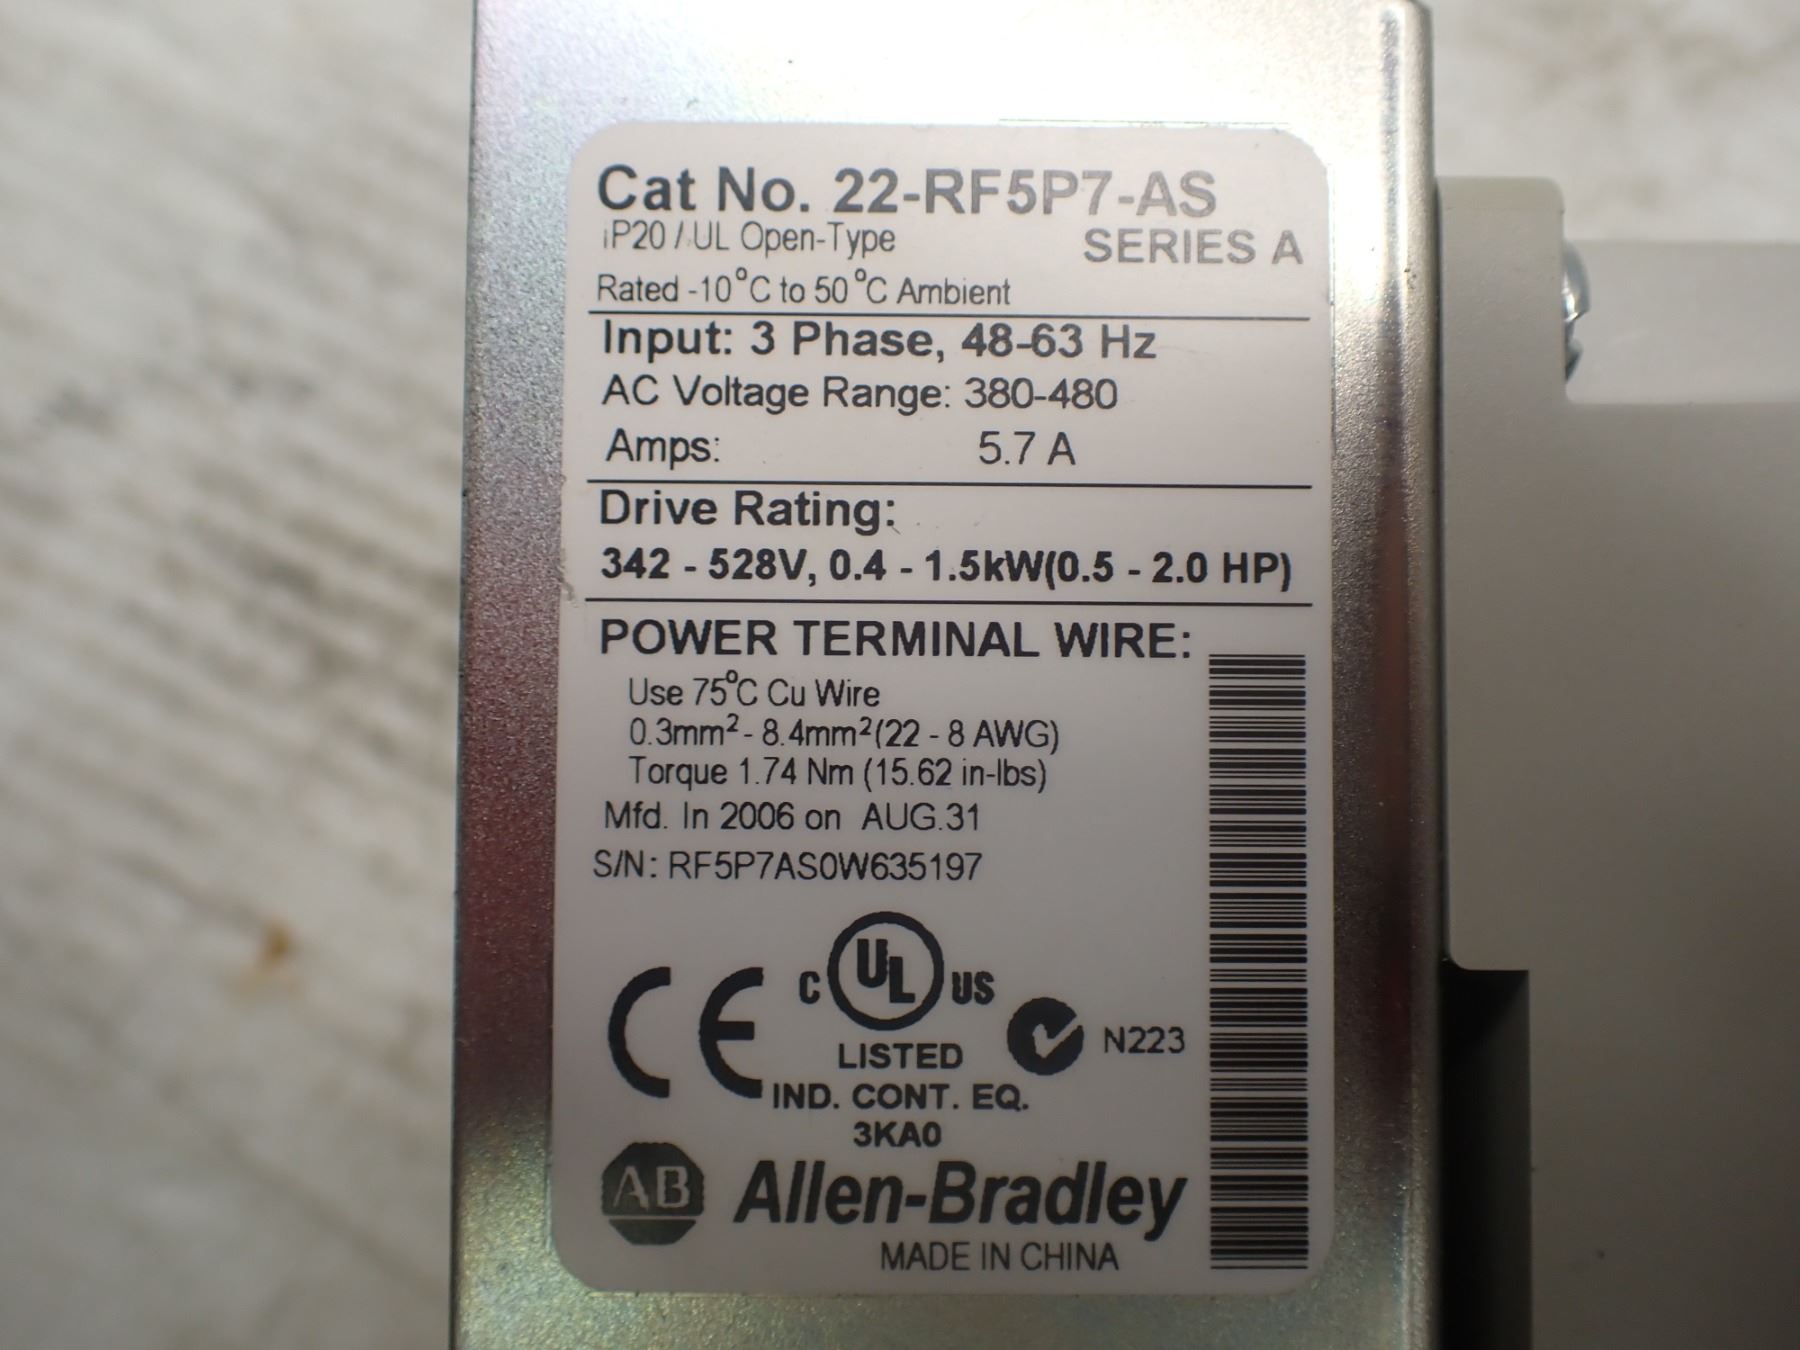 Cat No. 22-RF5P7-AS
IP20 / UL Open-Type
SERIES A
Rated -10°C to 50°C Ambient
Input: 3 Phase, 48-63 Hz
AC Voltage Range: 380-480
Amps: 5.7 A
Drive Rating:
342 - 528V, 0.4 - 1.5kW(0.5 - 2.0 HP)
POWER TERMINAL WIRE:
Use 75°C Cu Wire
0.3mm² - 8.4mm²(22 - 8 AWG)
Torque 1.74 Nm (15.62 in-lbs)
Mfd. In 2006 on AUG.31
S/N: RF5P7AS0W635197
CE
C UL US
LISTED
IND. CONT. EQ.
3KA0
N223
AB Allen-Bradley
MADE IN CHINA